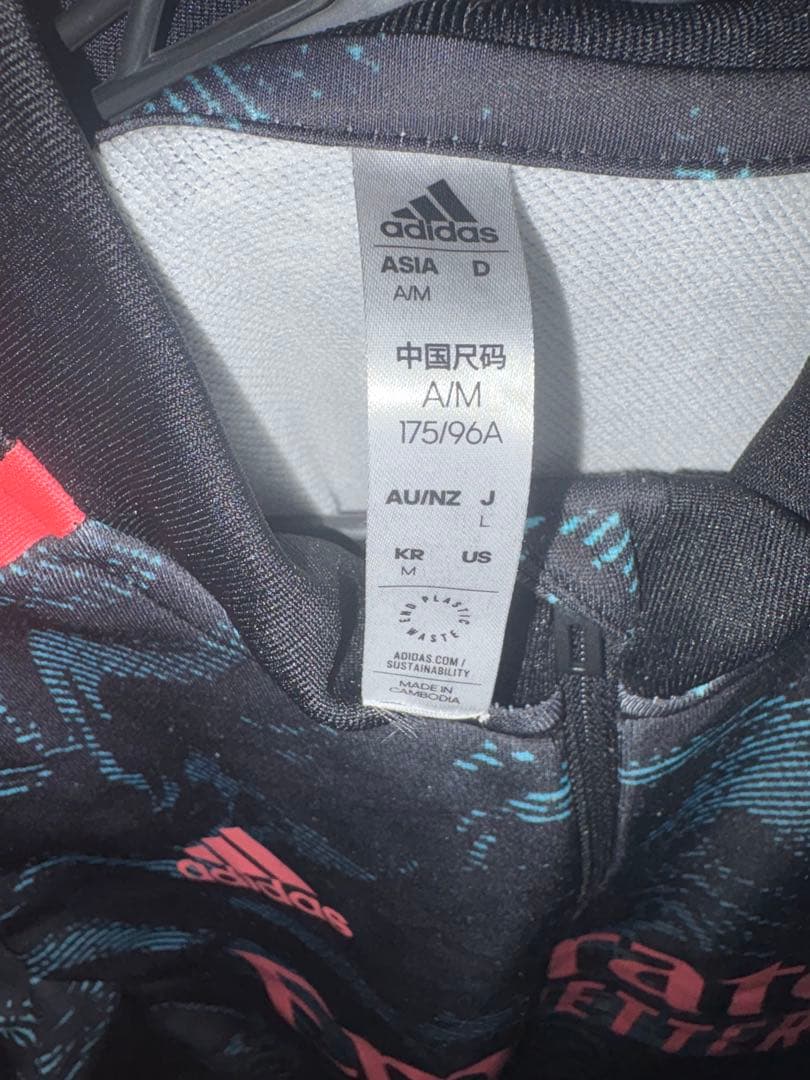 adidas
ASIA D
A/M
中国尺码
A/M
175/96A
AU/NZ J
L
KR US
M
END PLASTIC WASTE
ADIDAS.COM/
SUSTAINABILITY
MADE IN
CAMBODIA
adidas